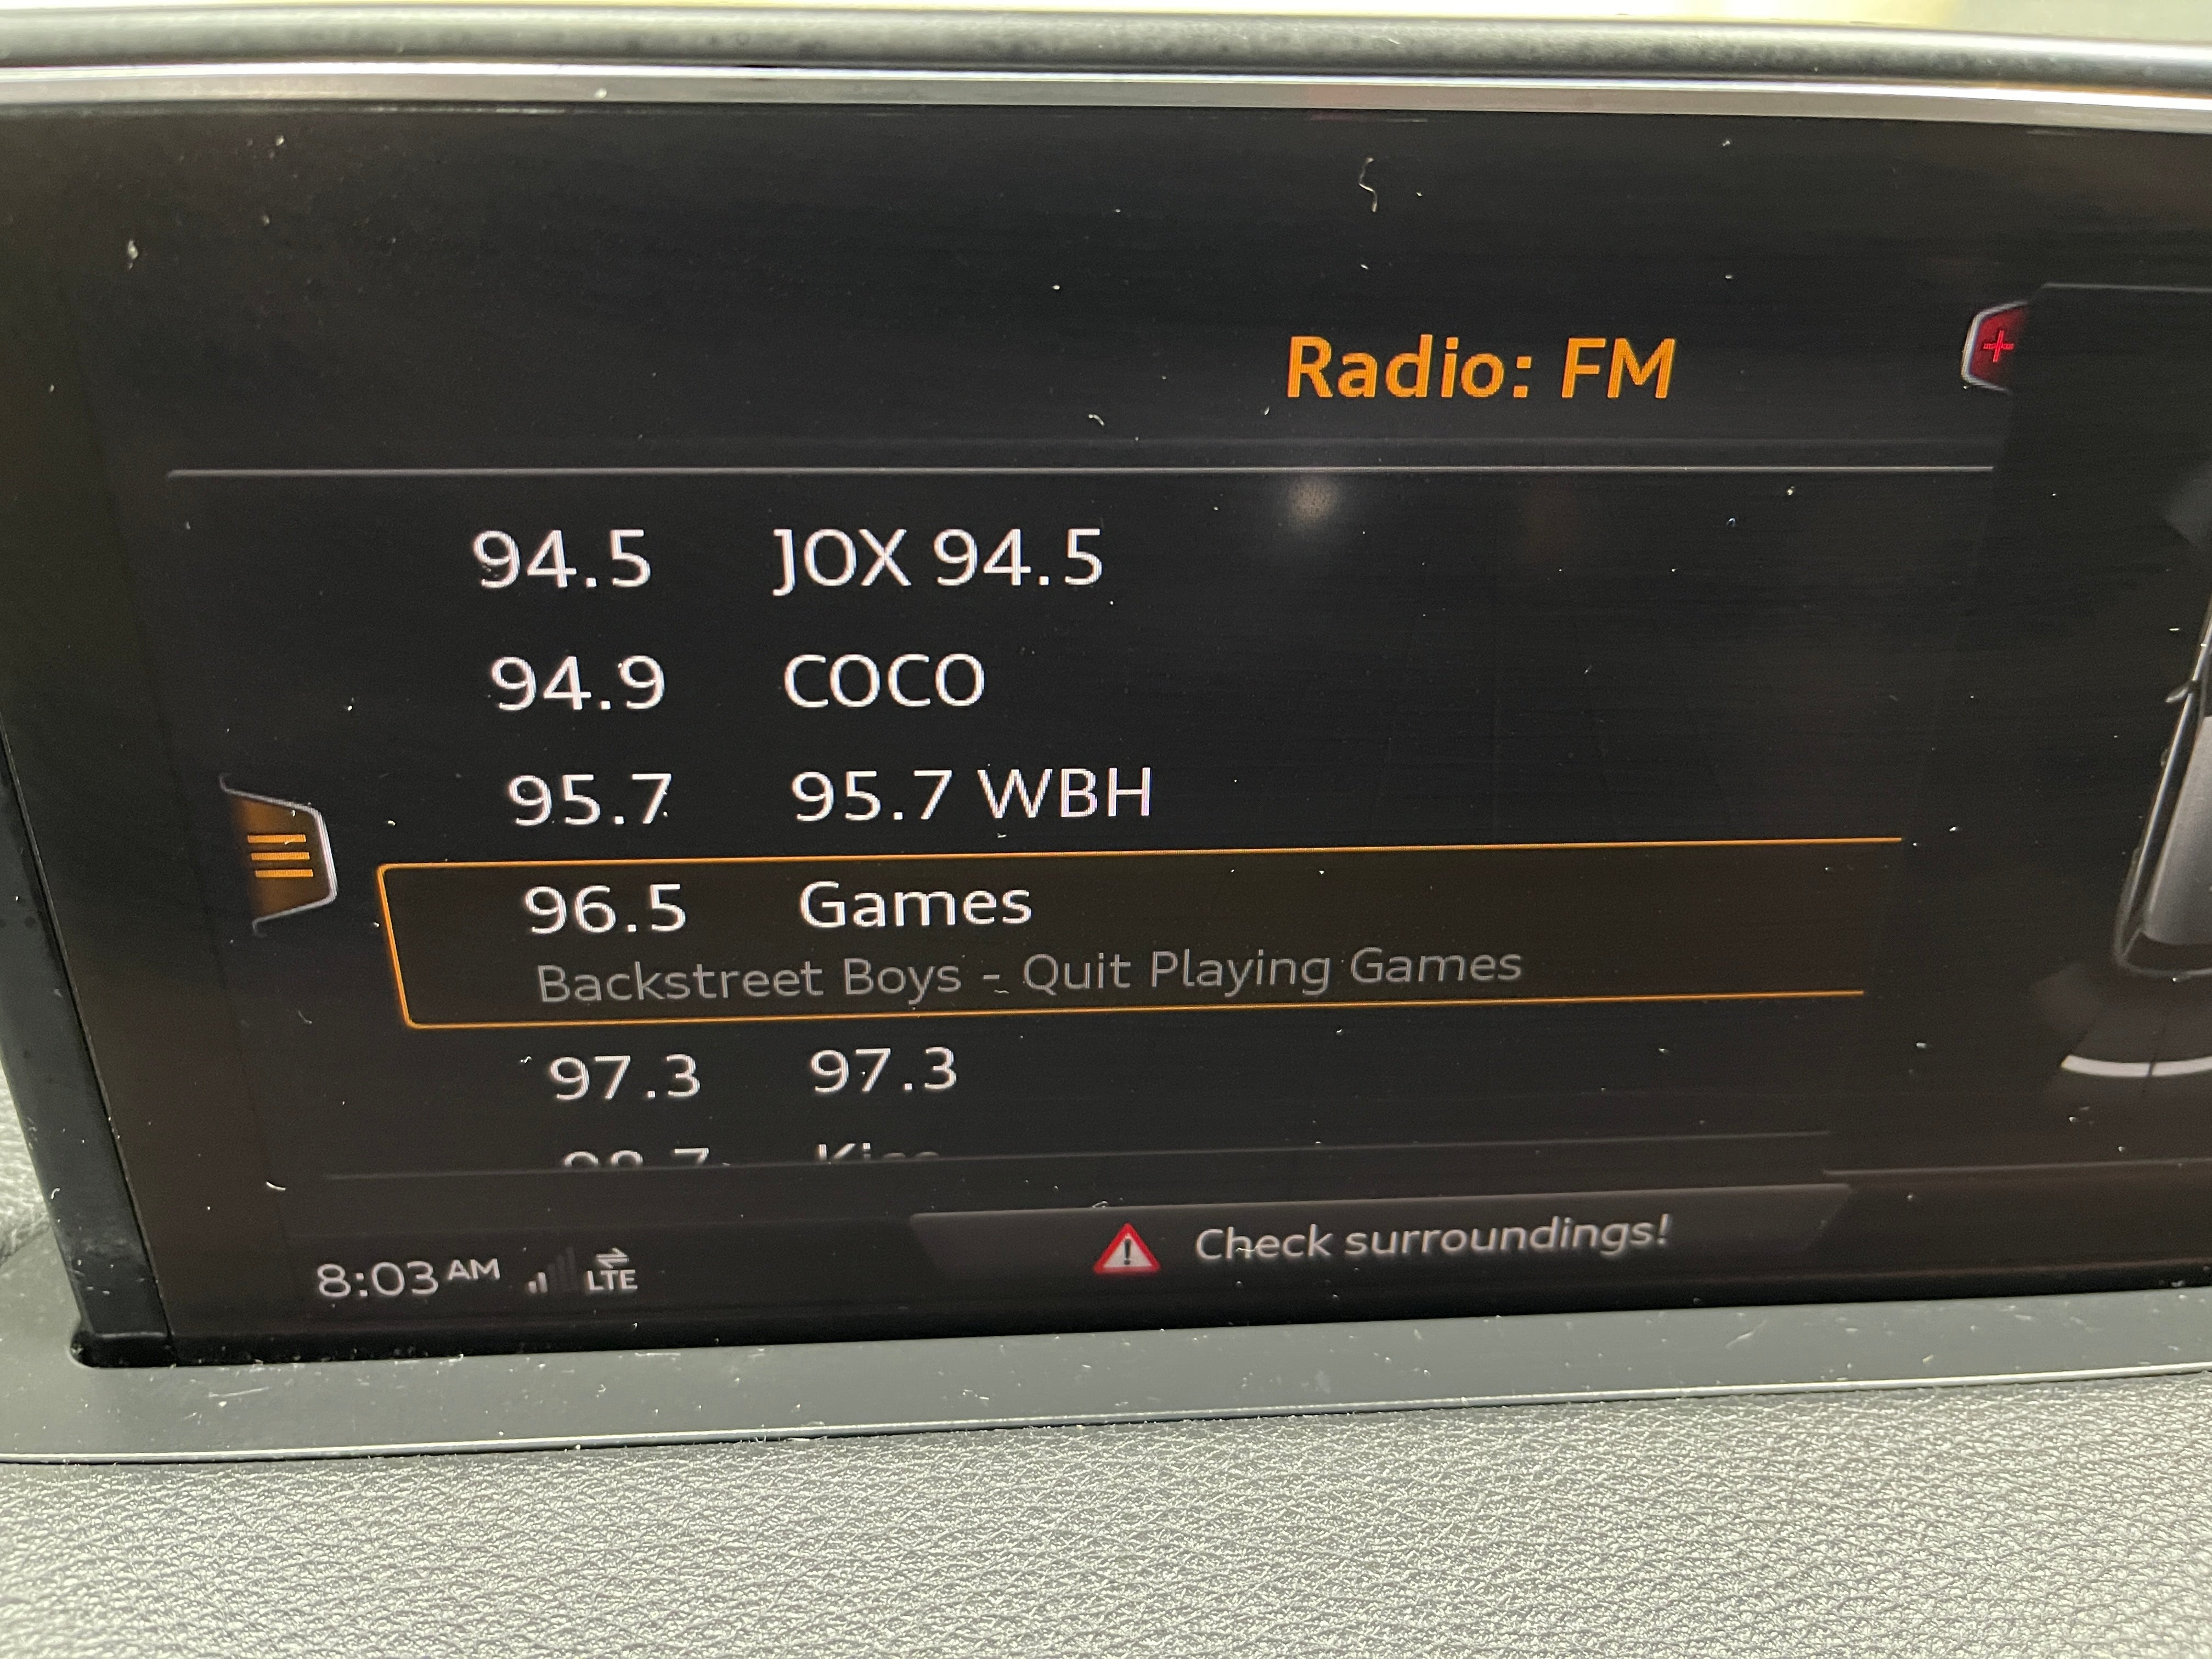 Radio: FM
94.5 JOX 94.5
94.9 COCO
95.7 95.7 WBH
96.5 Games
Backstreet Boys - Quit Playing Games
97.3 97.3
8:03 AM LTE
Check surroundings!